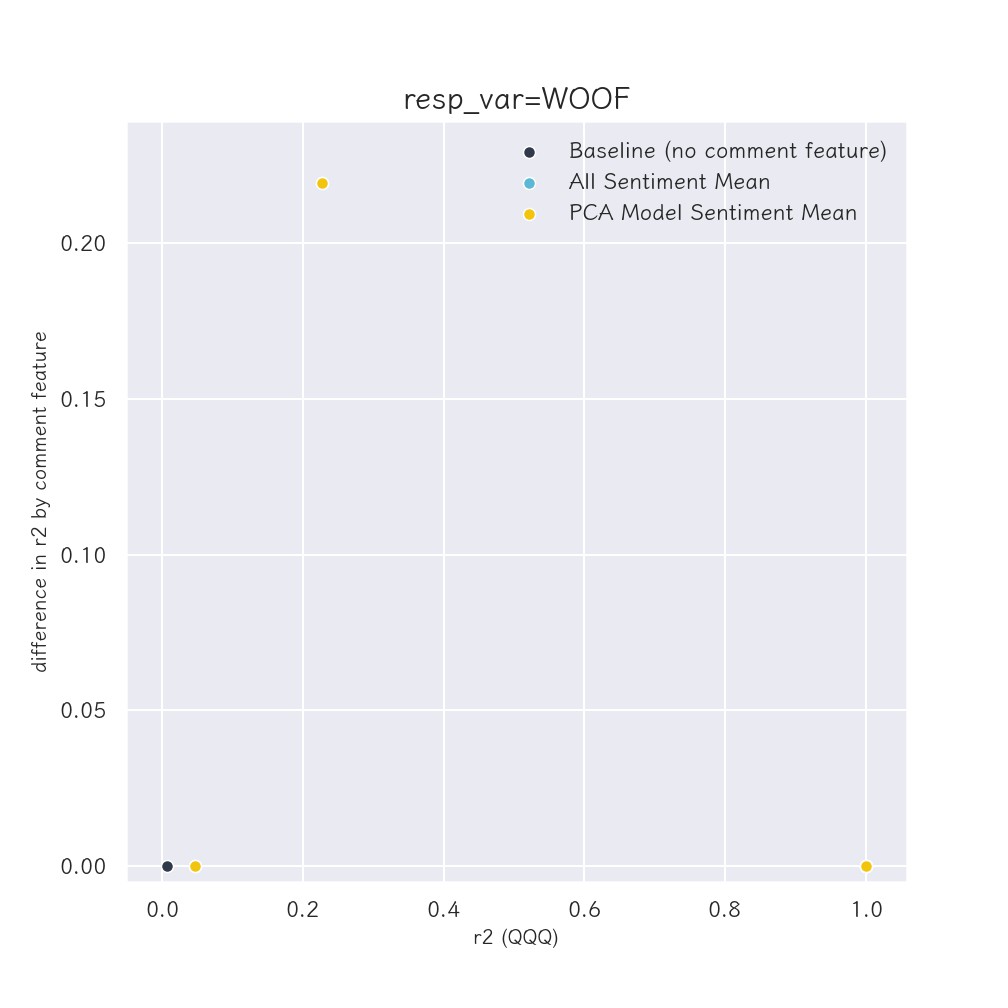 resp_var=WOOF
Baseline (no comment feature)
All Sentiment Mean
PCA Model Sentiment Mean
difference in r2 by comment feature
0.20
0.15
0.10
0.05
0.00
0.0 0.2 0.4 0.6 0.8 1.0
r2 (QQQ)